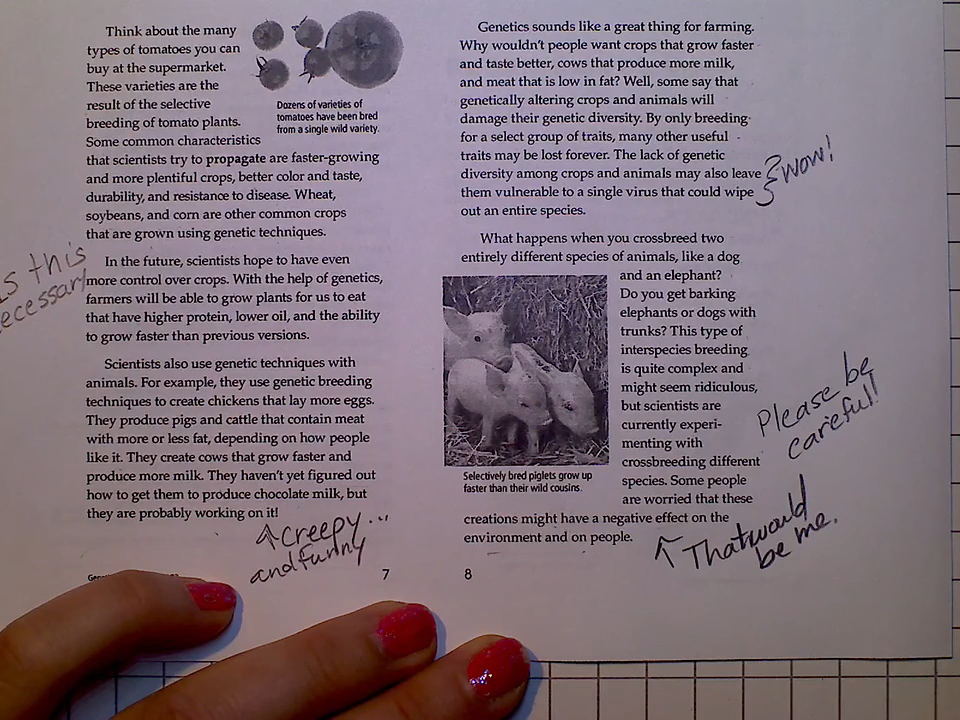 Think about the many
types of tomatoes you can
buy at the supermarket.
These varieties are the
result of the selective
breeding of tomato plants.
Some common characteristics
that scientists try to propagate are faster-growing
and more plentiful crops, better color and taste,
durability, and resistance to disease. Wheat,
soybeans, and corn are other common crops
that are grown using genetic techniques.
Dozens of varieties of
tomatoes have been bred
from a single wild variety.
In the future, scientists hope to have even
more control over crops. With the help of genetics,
farmers will be able to grow plants for us to eat
that have higher protein, lower oil, and the ability
to grow faster than previous versions.
this
Scientists also use genetic techniques with
animals. For example, they use genetic breeding
techniques to create chickens that lay more eggs.
They produce pigs and cattle that contain meat
with more or less fat, depending on how people
like it. They create cows that grow faster and
produce more milk. They haven't yet figured out
how to get them to produce chocolate milk, but
they are probably working on it!
↑ Creepy...
and funny
7
Genetics sounds like a great thing for farming.
Why wouldn't people want crops that grow faster
and taste better, cows that produce more milk,
and meat that is low in fat? Well, some say that
genetically altering crops and animals will
damage their genetic diversity. By only breeding
for a select group of traits, many other useful
traits may be lost forever. The lack of genetic
diversity among crops and animals may also leave
them vulnerable to a single virus that could wipe
out an entire species.
Wow!
What happens when you crossbreed two
entirely different species of animals, like a dog
and an elephant?
Do you get barking
elephants or dogs with
trunks? This type of
interspecies breeding
is quite complex and
might seem ridiculous,
but scientists are
currently experi-
menting with
crossbreeding different
species. Some people
are worried that these
creations might have a negative effect on the
environment and on people.
Selectively bred piglets grow up
faster than their wild cousins.
Please be
careful!
↑ That would
be me.
8